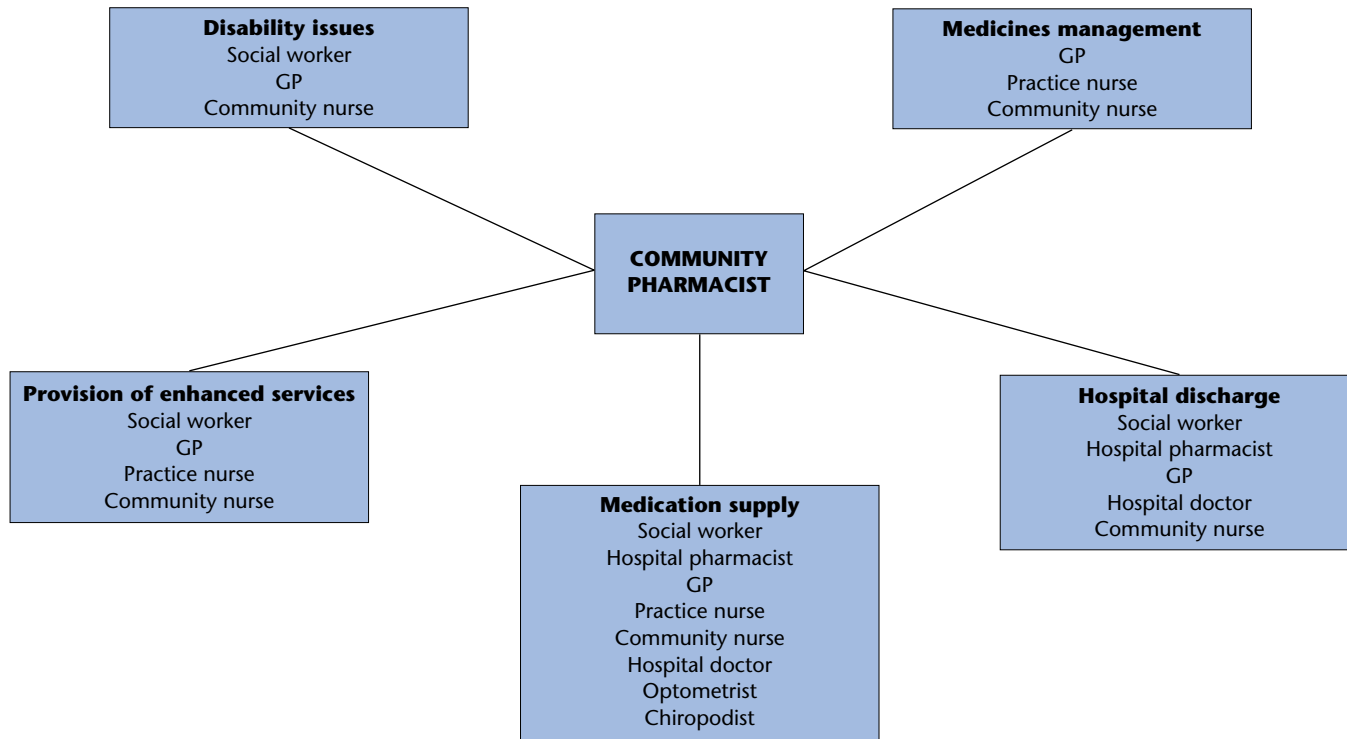 Disability issues
Social worker
GP
Community nurse
Medicines management
GP
Practice nurse
Community nurse
COMMUNITY
PHARMACIST
Provision of enhanced services
Social worker
GP
Practice nurse
Community nurse
Medication supply
Social worker
Hospital pharmacist
GP
Practice nurse
Community nurse
Hospital doctor
Optometrist
Chiropodist
Hospital discharge
Social worker
Hospital pharmacist
GP
Hospital doctor
Community nurse